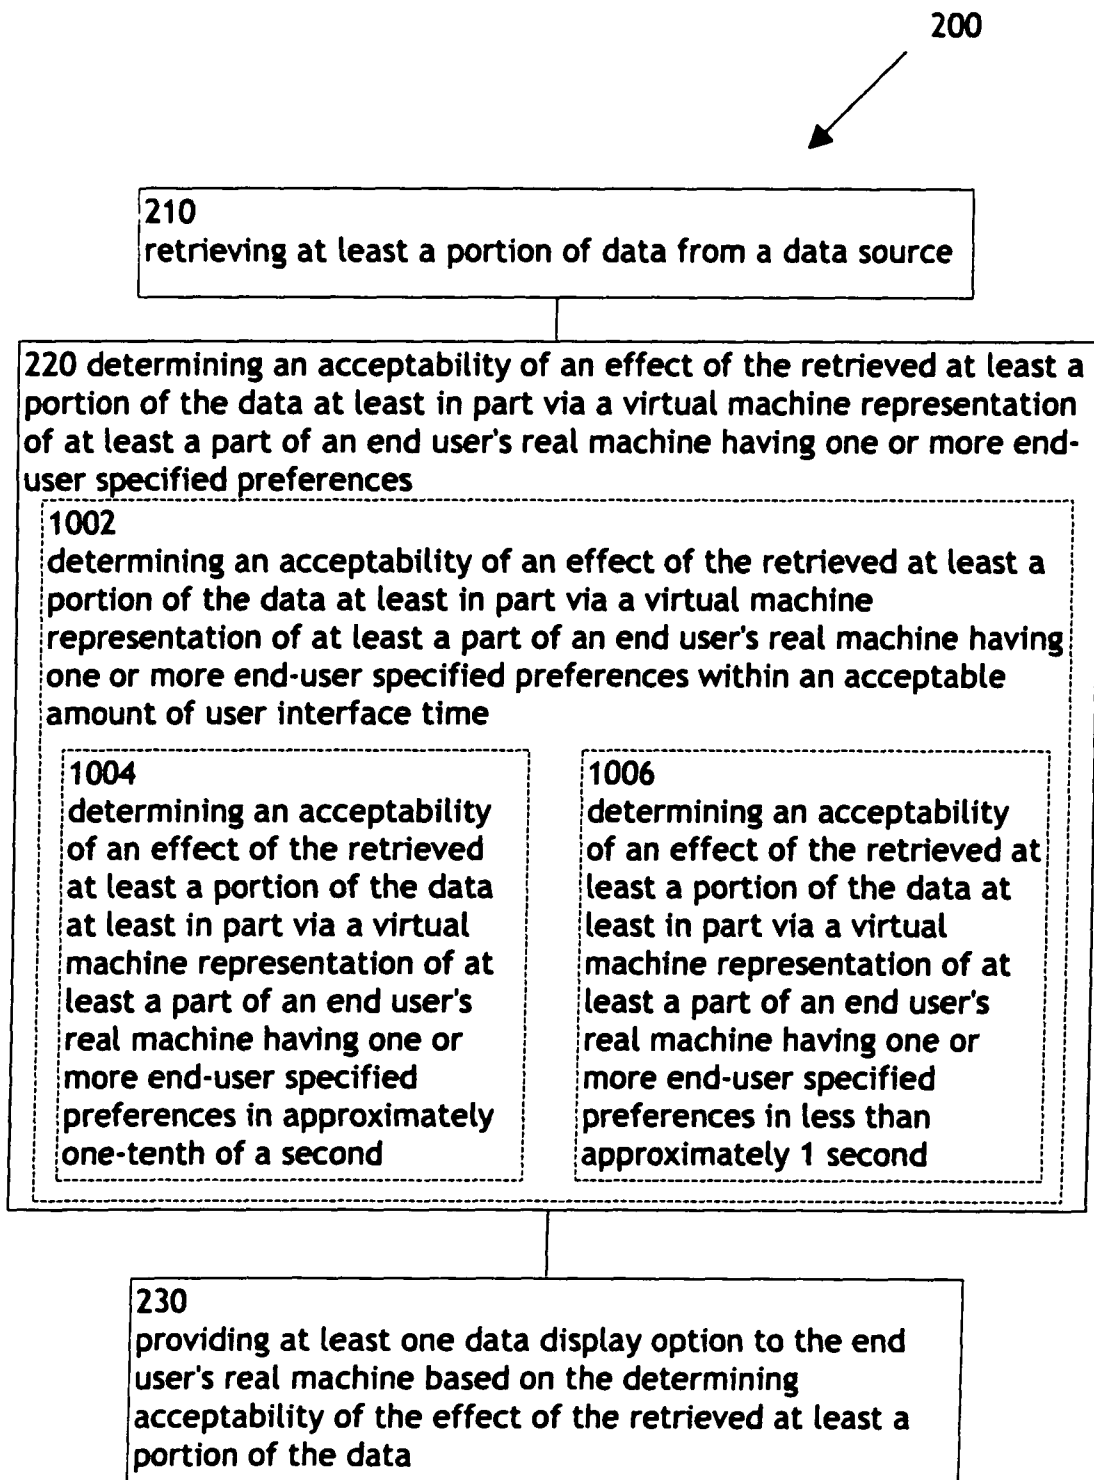 200
210
retrieving at least a portion of data from a data source
220 determining an acceptability of an effect of the retrieved at least a
portion of the data at least in part via a virtual machine representation
of at least a part of an end user's real machine having one or more end-
user specified preferences
1002
determining an acceptability of an effect of the retrieved at least a
portion of the data at least in part via a virtual machine
representation of at least a part of an end user's real machine having
one or more end-user specified preferences within an acceptable
amount of user interface time
1004
determining an acceptability
of an effect of the retrieved
at least a portion of the data
at least in part via a virtual
machine representation of at
least a part of an end user's
real machine having one or
more end-user specified
preferences in approximately
one-tenth of a second
1006
determining an acceptability
of an effect of the retrieved at
least a portion of the data at
least in part via a virtual
machine representation of at
least a part of an end user's
real machine having one or
more end-user specified
preferences in less than
approximately 1 second
230
providing at least one data display option to the end
user's real machine based on the determining
acceptability of the effect of the retrieved at least a
portion of the data